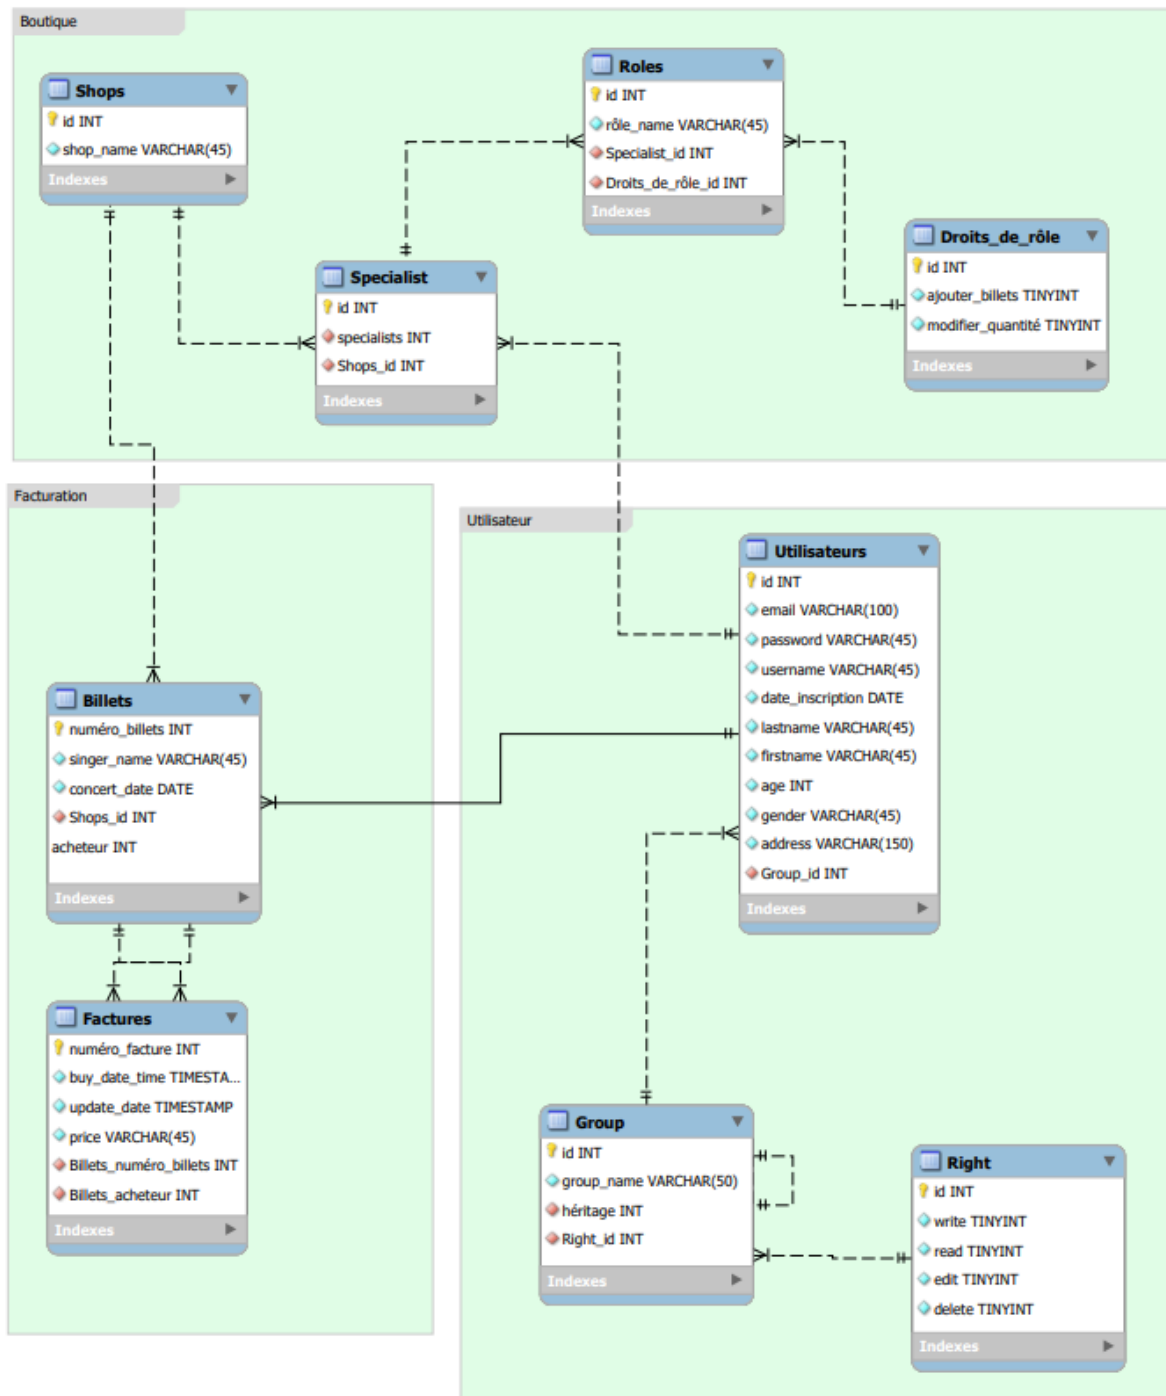 Boutique
Shops
id INT
shop_name VARCHAR(45)
Indexes
Roles
id INT
rôle_name VARCHAR(45)
Specialist_id INT
Droits_de_rôle_id INT
Indexes
Droits_de_rôle
id INT
ajouter_billets TINYINT
modifier_quantité TINYINT
Indexes
Specialist
id INT
specialists INT
Shops_id INT
Indexes
Facturation
Billets
numéro_billets INT
singer_name VARCHAR(45)
concert_date DATE
Shops_id INT
acheteur INT
Indexes
Factures
numéro_facture INT
buy_date_time TIMESTA...
update_date TIMESTAMP
price VARCHAR(45)
Billets_numéro_billets INT
Billets_acheteur INT
Indexes
Utilisateur
Utilisateurs
id INT
email VARCHAR(100)
password VARCHAR(45)
username VARCHAR(45)
date_inscription DATE
lastname VARCHAR(45)
firstname VARCHAR(45)
age INT
gender VARCHAR(45)
address VARCHAR(150)
Group_id INT
Indexes
Group
id INT
group_name VARCHAR(50)
héritage INT
Right_id INT
Indexes
Right
id INT
write TINYINT
read TINYINT
edit TINYINT
delete TINYINT
Indexes